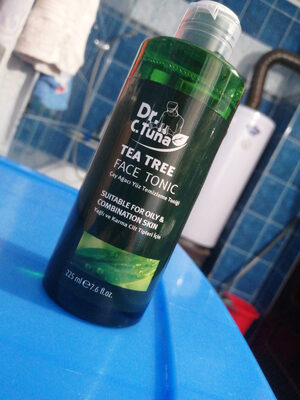 Dr.
C.Tuna
TEA TREE
FACE TONIC
Çay Ağacı Yüz Temizleme Toniği
SUITABLE FOR OILY &
COMBINATION SKIN
Yağlı ve Karma Cilt Tipleri İçin
225 ml e 7.6 fl.oz.